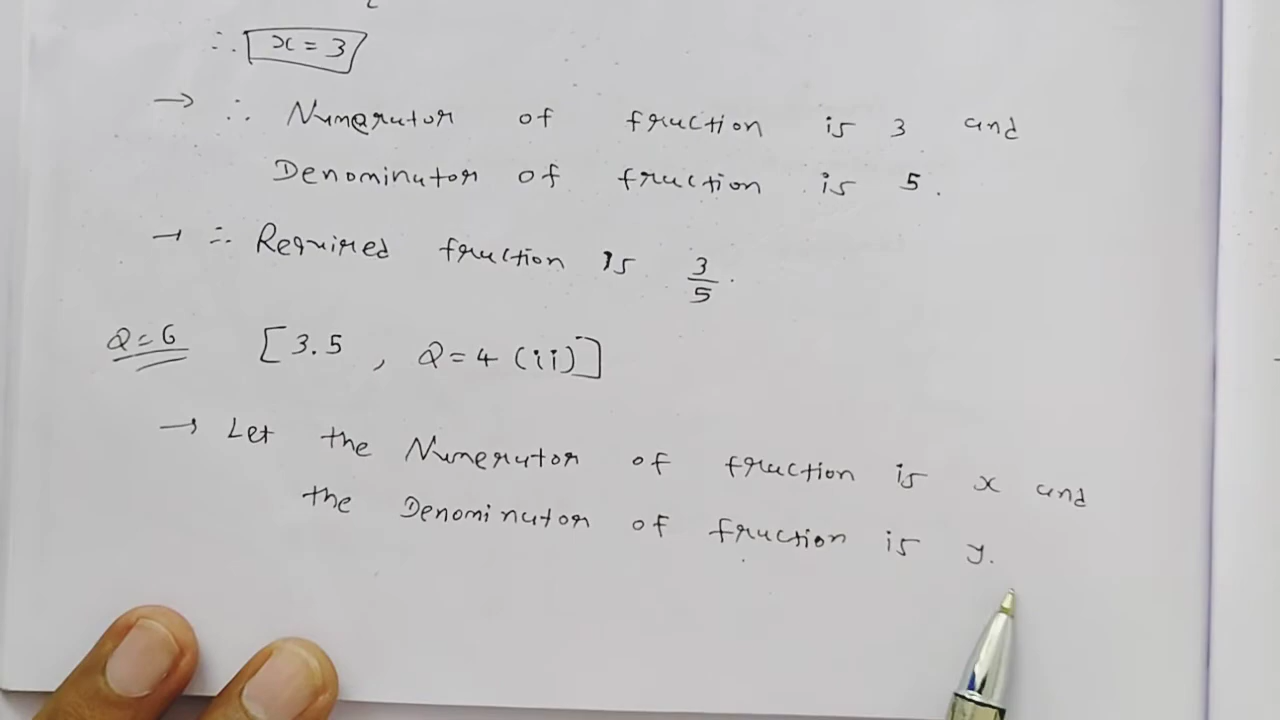 ∴ x = 3
→ ∴ Numerator of fraction is 3 and
Denominator of fraction is 5.
→ ∴ Required fraction is 3/5.
Q=6 [3.5, Q=4 (ii)]
→ Let the Numerator of fraction is x and
the Denominator of fraction is y.